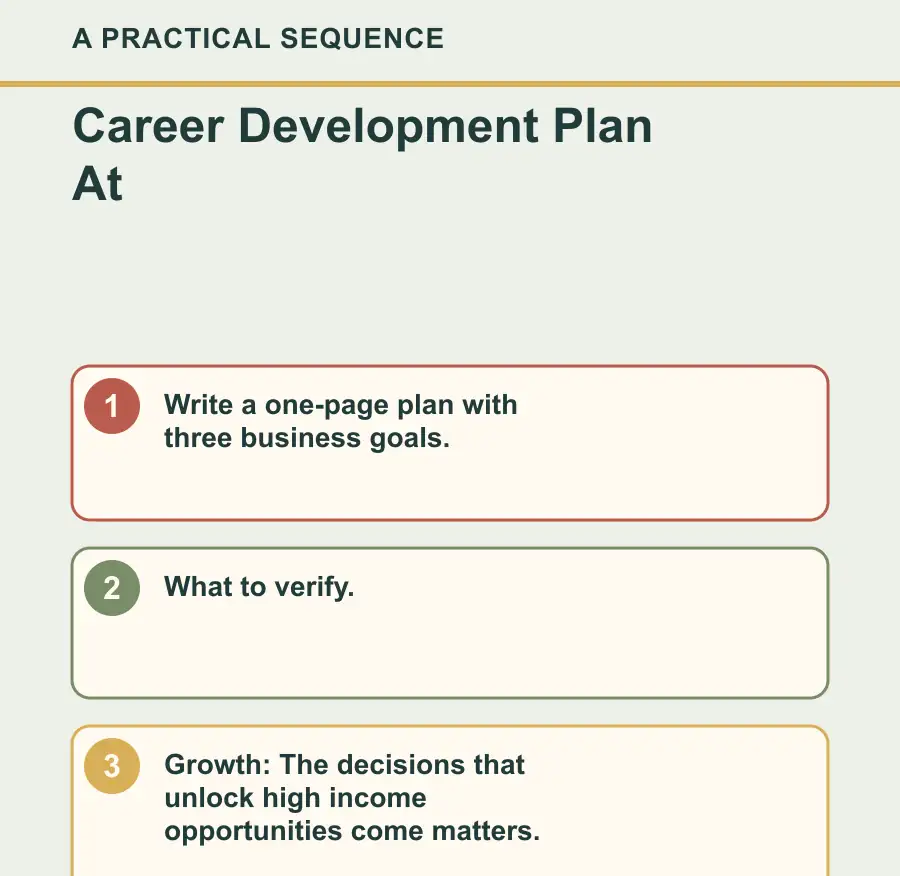 A PRACTICAL SEQUENCE
Career Development Plan
At
1
Write a one-page plan with
three business goals.
2
What to verify.
3
Growth: The decisions that
unlock high income
opportunities come matters.